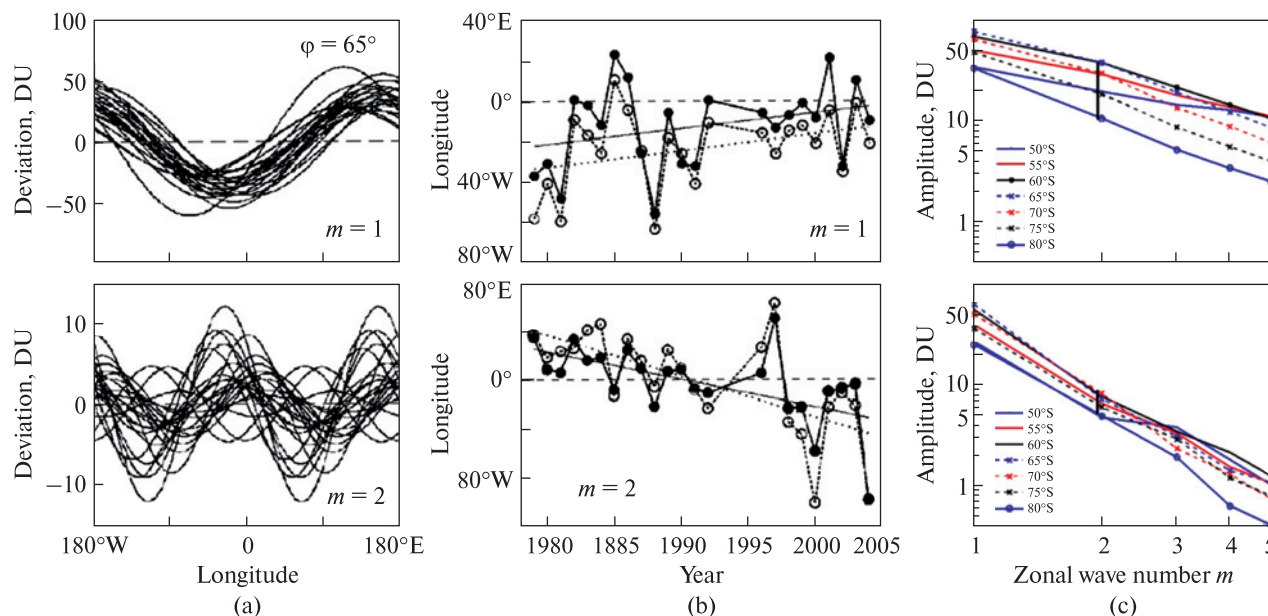 100
50
0
−50
Deviation, DU
φ = 65°
m = 1
10
0
−10
Deviation, DU
m = 2
180°W 0 180°E
Longitude
(a)
40°E
0°
40°W
80°W
Longitude
m = 1
80°E
0°
80°W
Longitude
m = 2
1980 1985 1990 1995 2000 2005
Year
(b)
50
10
5
1
Amplitude, DU
50°S
55°S
60°S
65°S
70°S
75°S
80°S
50
10
5
1
Amplitude, DU
50°S
55°S
60°S
65°S
70°S
75°S
80°S
1 2 3 4 5
Zonal wave number m
(c)